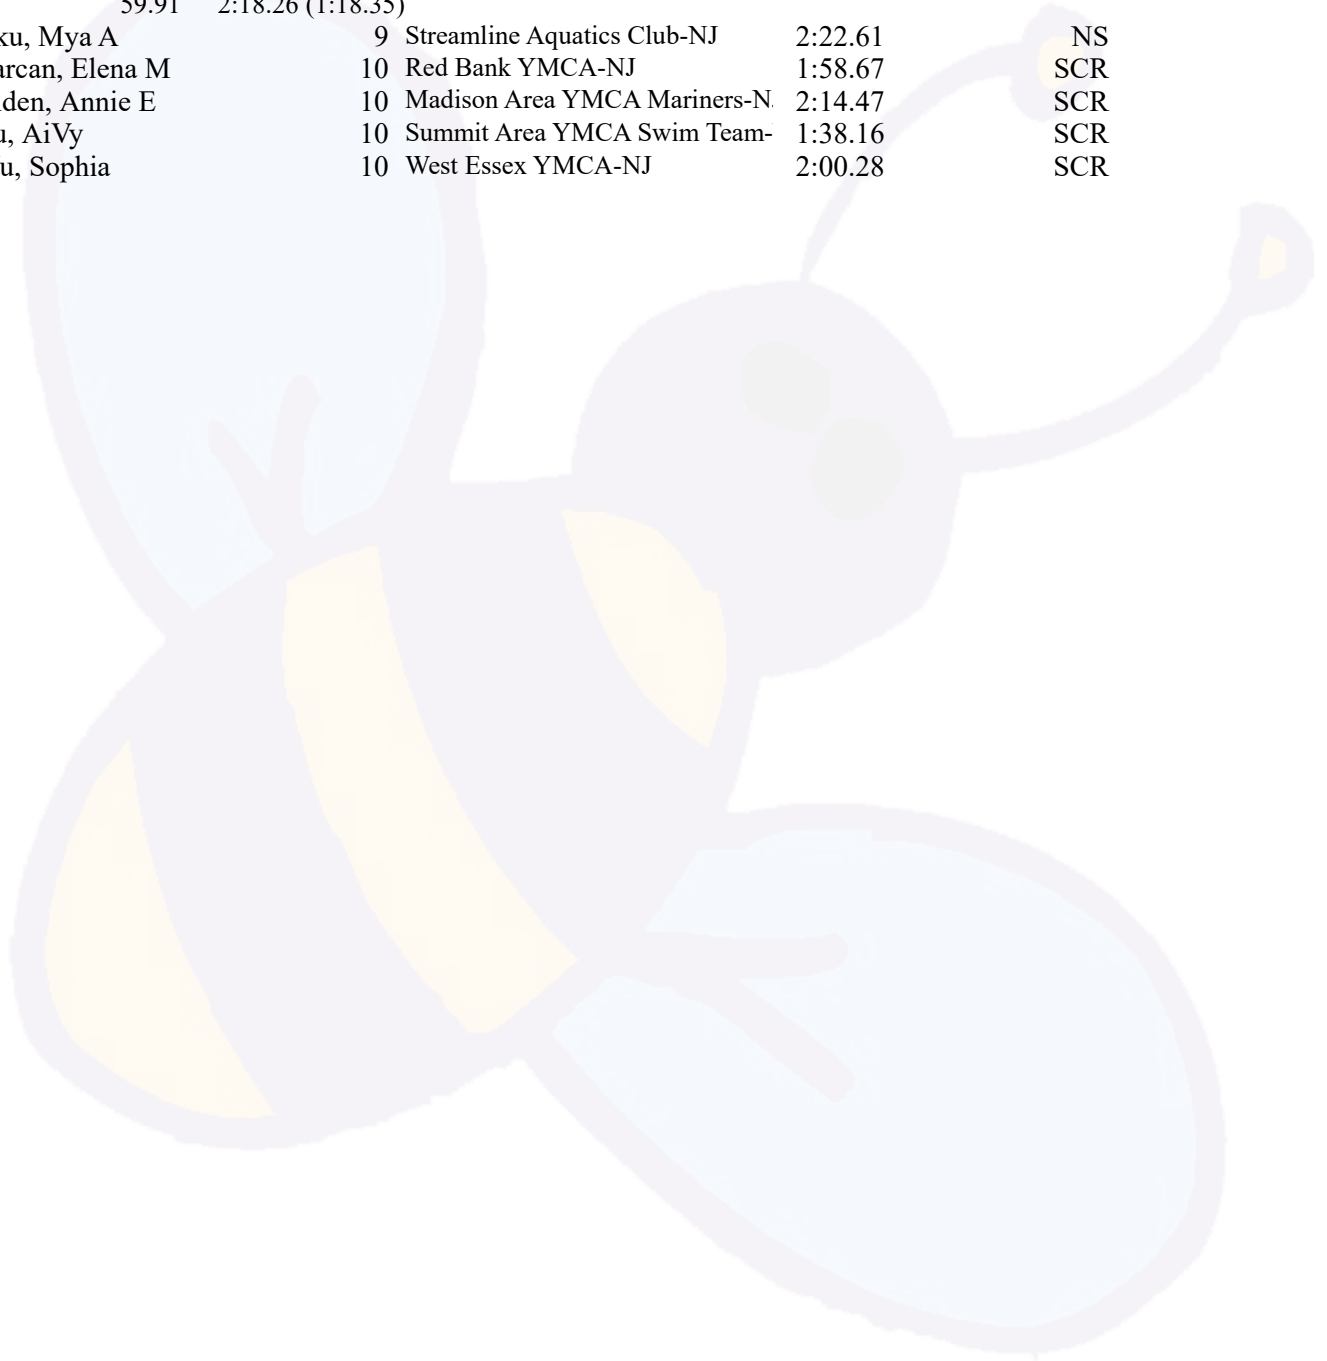 59.91 2:18.26 (1:18.35)
ku, Mya A 9 Streamline Aquatics Club-NJ 2:22.61 NS
arcan, Elena M 10 Red Bank YMCA-NJ 1:58.67 SCR
lden, Annie E 10 Madison Area YMCA Mariners-N 2:14.47 SCR
u, AiVy 10 Summit Area YMCA Swim Team- 1:38.16 SCR
u, Sophia 10 West Essex YMCA-NJ 2:00.28 SCR